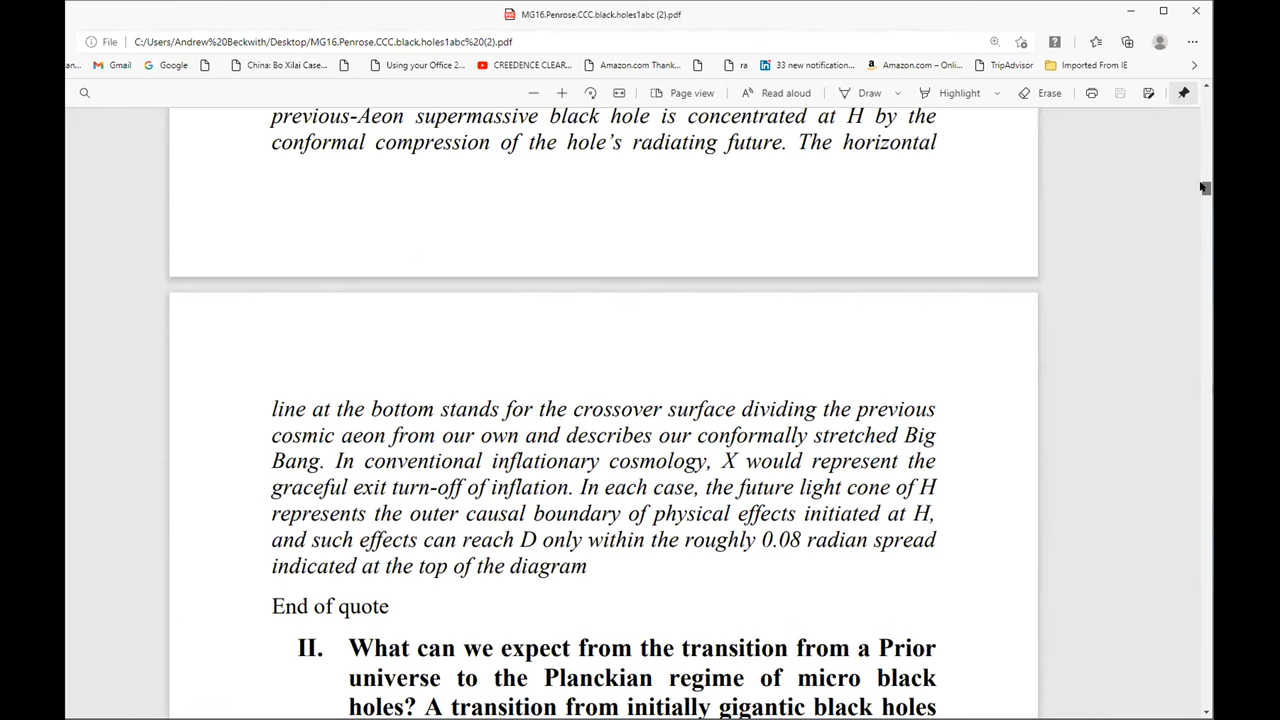 MG16.Penrose.CCC.black.holes1abc (2).pdf
File C:/Users/Andrew%20Beckwith/Desktop/MG16.Penrose.CCC.black.holes1abc%20(2).pdf
an... Gmail Google China: Bo Xilai Case... Using your Office 2... CREEDENCE CLEAR... Amazon.com Thank... ra 33 new notification... Amazon.com – Onli... TripAdvisor Imported From IE
Page view Read aloud Draw Highlight Erase
previous-Aeon supermassive black hole is concentrated at H by the
conformal compression of the hole’s radiating future. The horizontal
line at the bottom stands for the crossover surface dividing the previous
cosmic aeon from our own and describes our conformally stretched Big
Bang. In conventional inflationary cosmology, X would represent the
graceful exit turn-off of inflation. In each case, the future light cone of H
represents the outer causal boundary of physical effects initiated at H,
and such effects can reach D only within the roughly 0.08 radian spread
indicated at the top of the diagram
End of quote
II. What can we expect from the transition from a Prior
universe to the Planckian regime of micro black
holes? A transition from initially gigantic black holes